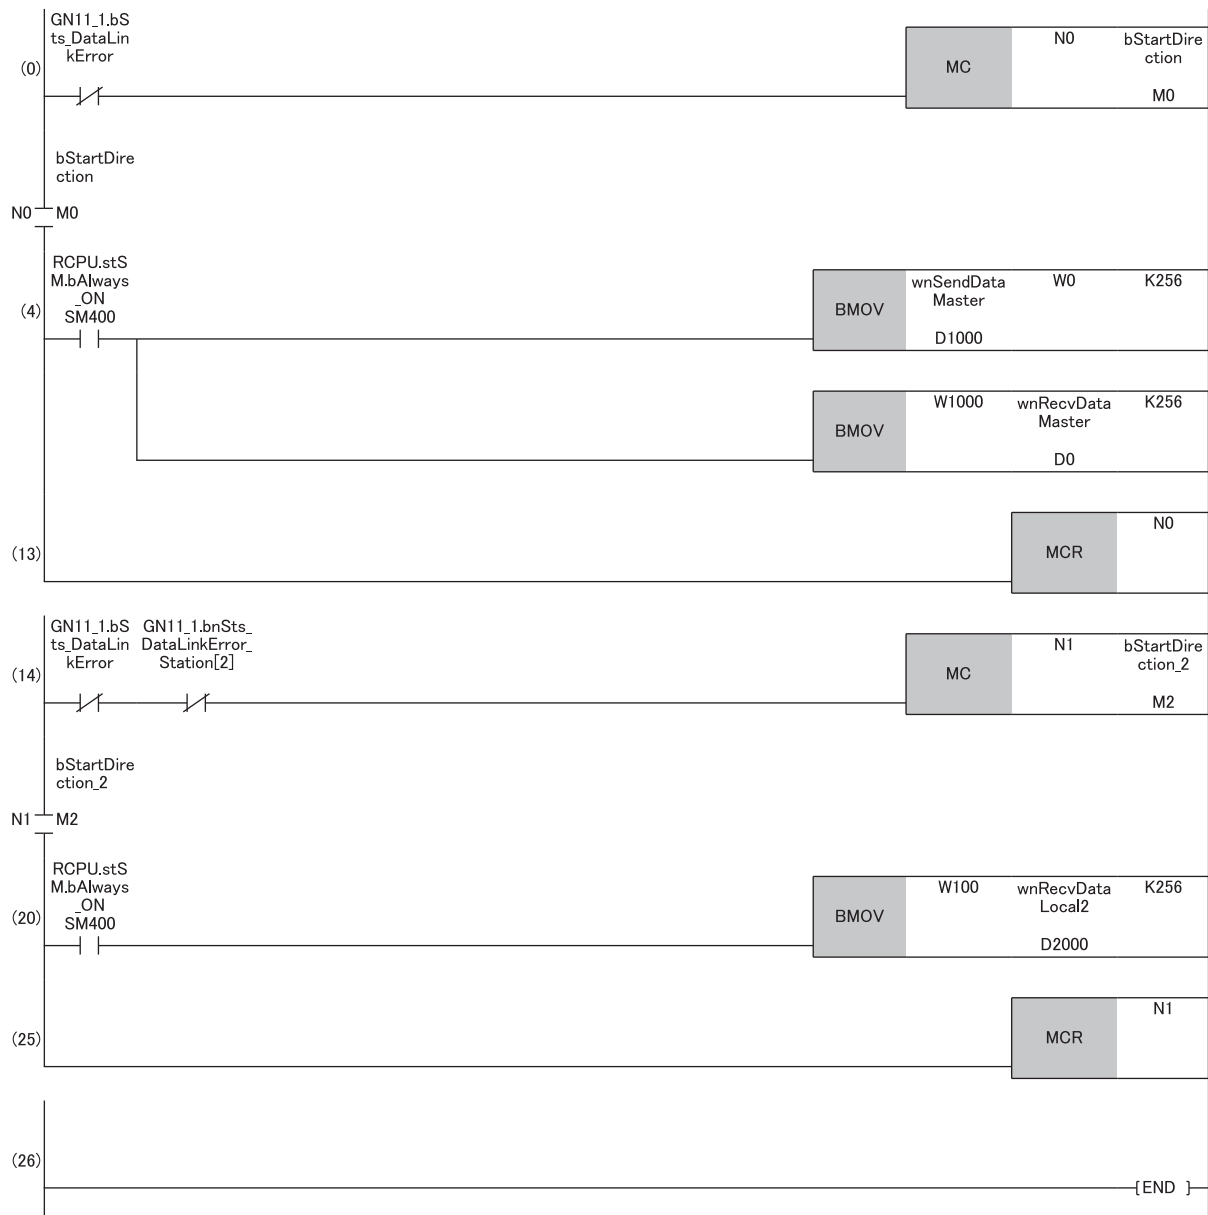 GN11_1.bS
ts_DataLin
kError
(0)
MC
N0
bStartDire
ction
M0
bStartDire
ction
N0
M0
RCPU.stS
M.bAlways
_ON
SM400
(4)
BMOV
wnSendData
Master
D1000
W0
K256
BMOV
W1000
wnRecvData
Master
D0
K256
(13)
MCR
N0
GN11_1.bS
ts_DataLin
kError
GN11_1.bnSts_
DataLinkError_
Station[2]
(14)
MC
N1
bStartDire
ction_2
M2
bStartDire
ction_2
N1
M2
RCPU.stS
M.bAlways
_ON
SM400
(20)
BMOV
W100
wnRecvData
Local2
D2000
K256
(25)
MCR
N1
(26)
[END ]